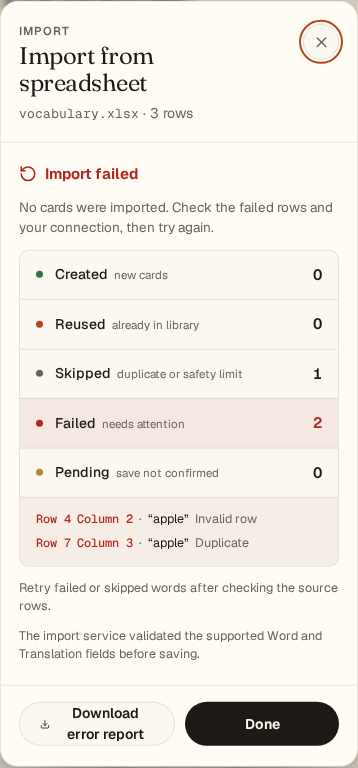 IMPORT
Import from
spreadsheet
vocabulary.xlsx · 3 rows
Import failed
No cards were imported. Check the failed rows and
your connection, then try again.
Created new cards 0
Reused already in library 0
Skipped duplicate or safety limit 1
Failed needs attention 2
Pending save not confirmed 0
Row 4 Column 2 · “apple” Invalid row
Row 7 Column 3 · “apple” Duplicate
Retry failed or skipped words after checking the source
rows.
The import service validated the supported Word and
Translation fields before saving.
Download
error report
Done